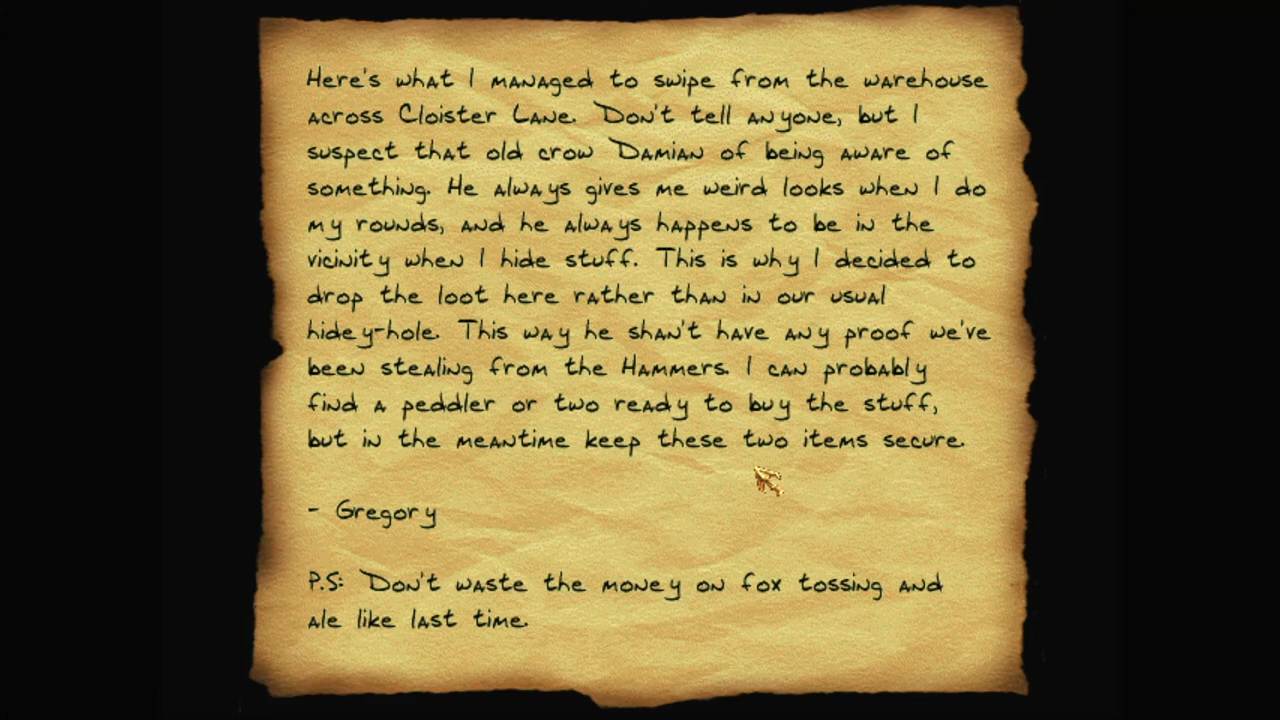 Here's what I managed to swipe from the warehouse
across Cloister Lane. Don't tell anyone, but I
suspect that old crow Damian of being aware of
something. He always gives me weird looks when I do
my rounds, and he always happens to be in the
vicinity when I hide stuff. This is why I decided to
drop the loot here rather than in our usual
hidey-hole. This way he shan't have any proof we've
been stealing from the Hammers. I can probably
find a peddler or two ready to buy the stuff,
but in the meantime keep these two items secure.
- Gregory
P.S: Don't waste the money on fox tossing and
ale like last time.